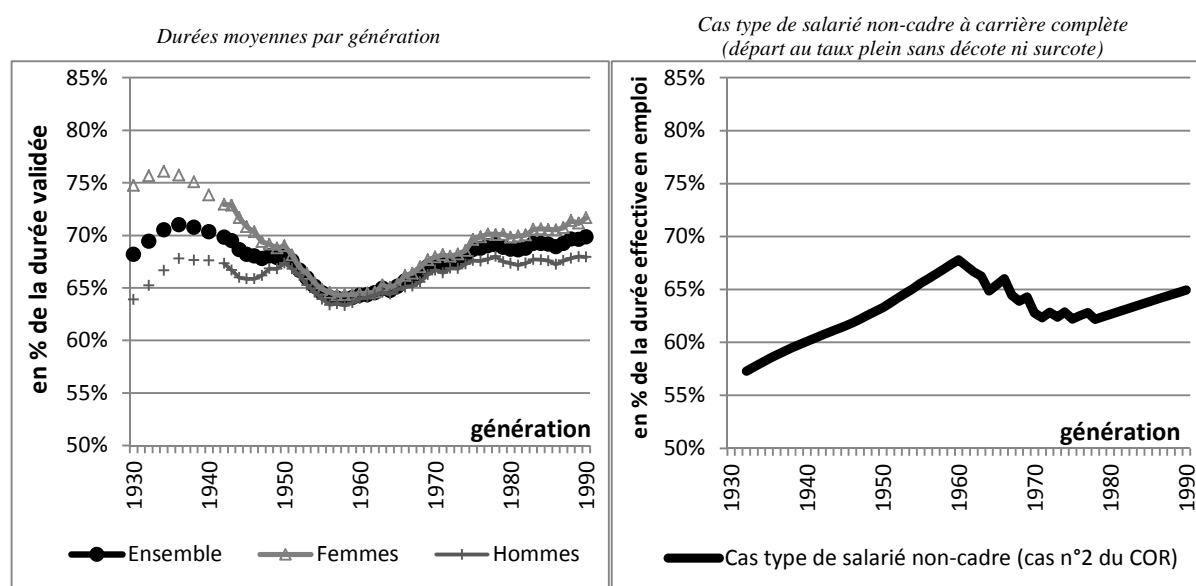 Durées moyennes par génération
Cas type de salarié non-cadre à carrière complète
(départ au taux plein sans décote ni surcote)
en % de la durée validée
85%
80%
75%
70%
65%
60%
55%
50%
génération
1930
1940
1950
1960
1970
1980
1990
Ensemble
Femmes
Hommes
en % de la durée effective en emploi
85%
80%
75%
70%
65%
60%
55%
50%
génération
1930
1940
1950
1960
1970
1980
1990
Cas type de salarié non-cadre (cas n°2 du COR)